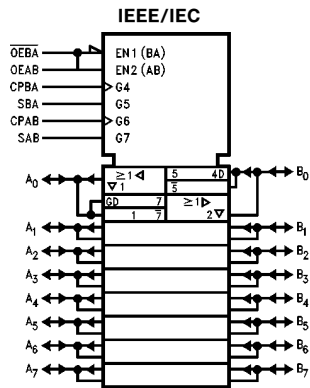 IEEE/IEC
O̅E̅B̅A̅ EN1 (BA)
OEAB EN2 (AB)
CPBA G4
SBA G5
CPAB G6
SAB G7
A0 ≥1 ◁ 5 4D B0
▽1 5̅
GD 7 ≥1 ▷
1 7̅ 2▽
A1 B1
A2 B2
A3 B3
A4 B4
A5 B5
A6 B6
A7 B7